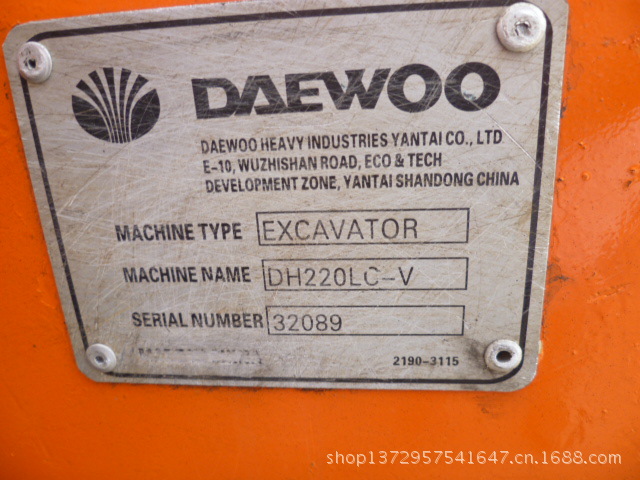 DAEWOO
DAEWOO HEAVY INDUSTRIES YANTAI CO., LTD
E-10, WUZHISHAN ROAD, ECO & TECH
DEVELOPMENT ZONE, YANTAI SHANDONG CHINA
MACHINE TYPE EXCAVATOR
MACHINE NAME DH220LC-V
SERIAL NUMBER 32089
2190-3115
shop1372957541647.cn.1688.com